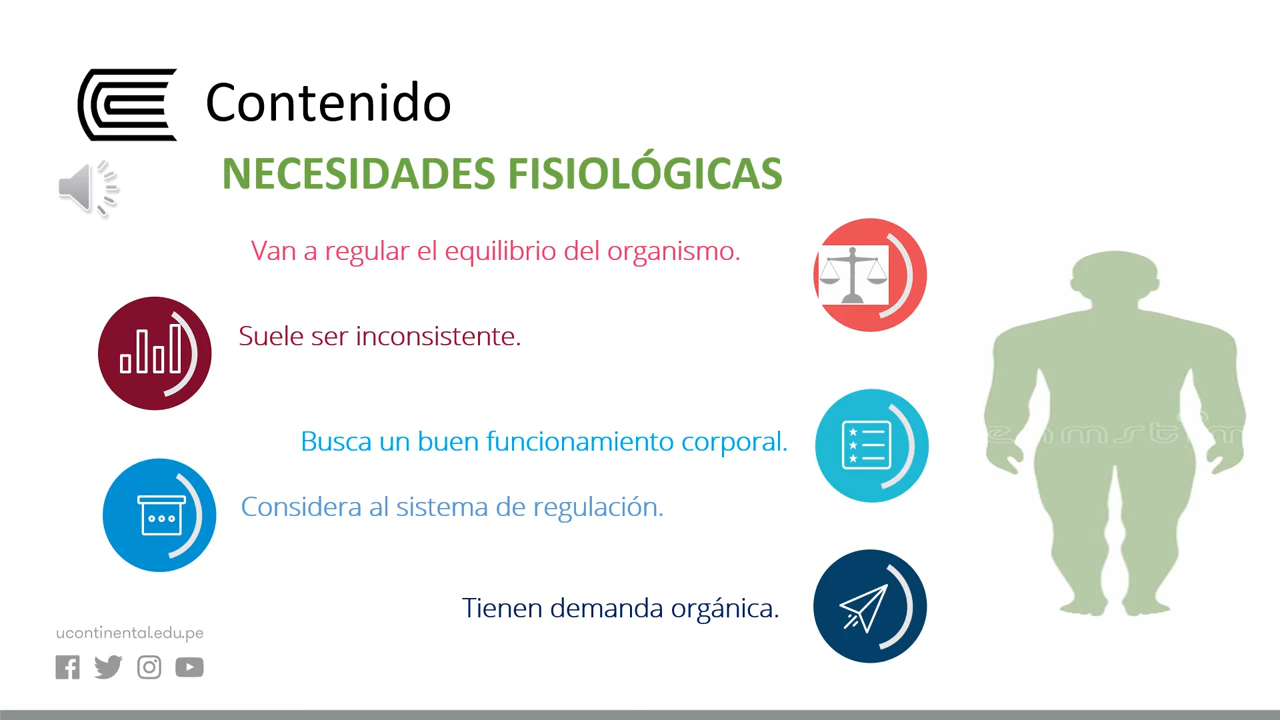 Contenido
NECESIDADES FISIOLÓGICAS
Van a regular el equilibrio del organismo.
Suele ser inconsistente.
Busca un buen funcionamiento corporal.
Considera al sistema de regulación.
Tienen demanda orgánica.
ucontinental.edu.pe